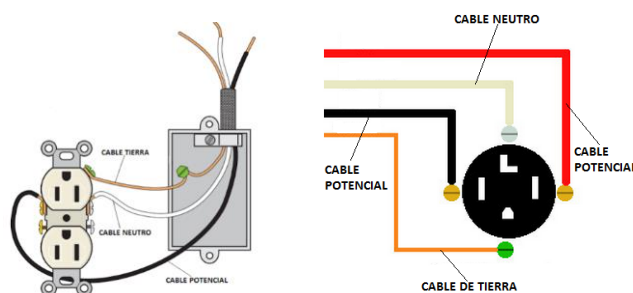 CABLE TIERRA
CABLE NEUTRO
CABLE POTENCIAL
CABLE NEUTRO
CABLE
POTENCIAL
CABLE
POTENCIAL
CABLE DE TIERRA